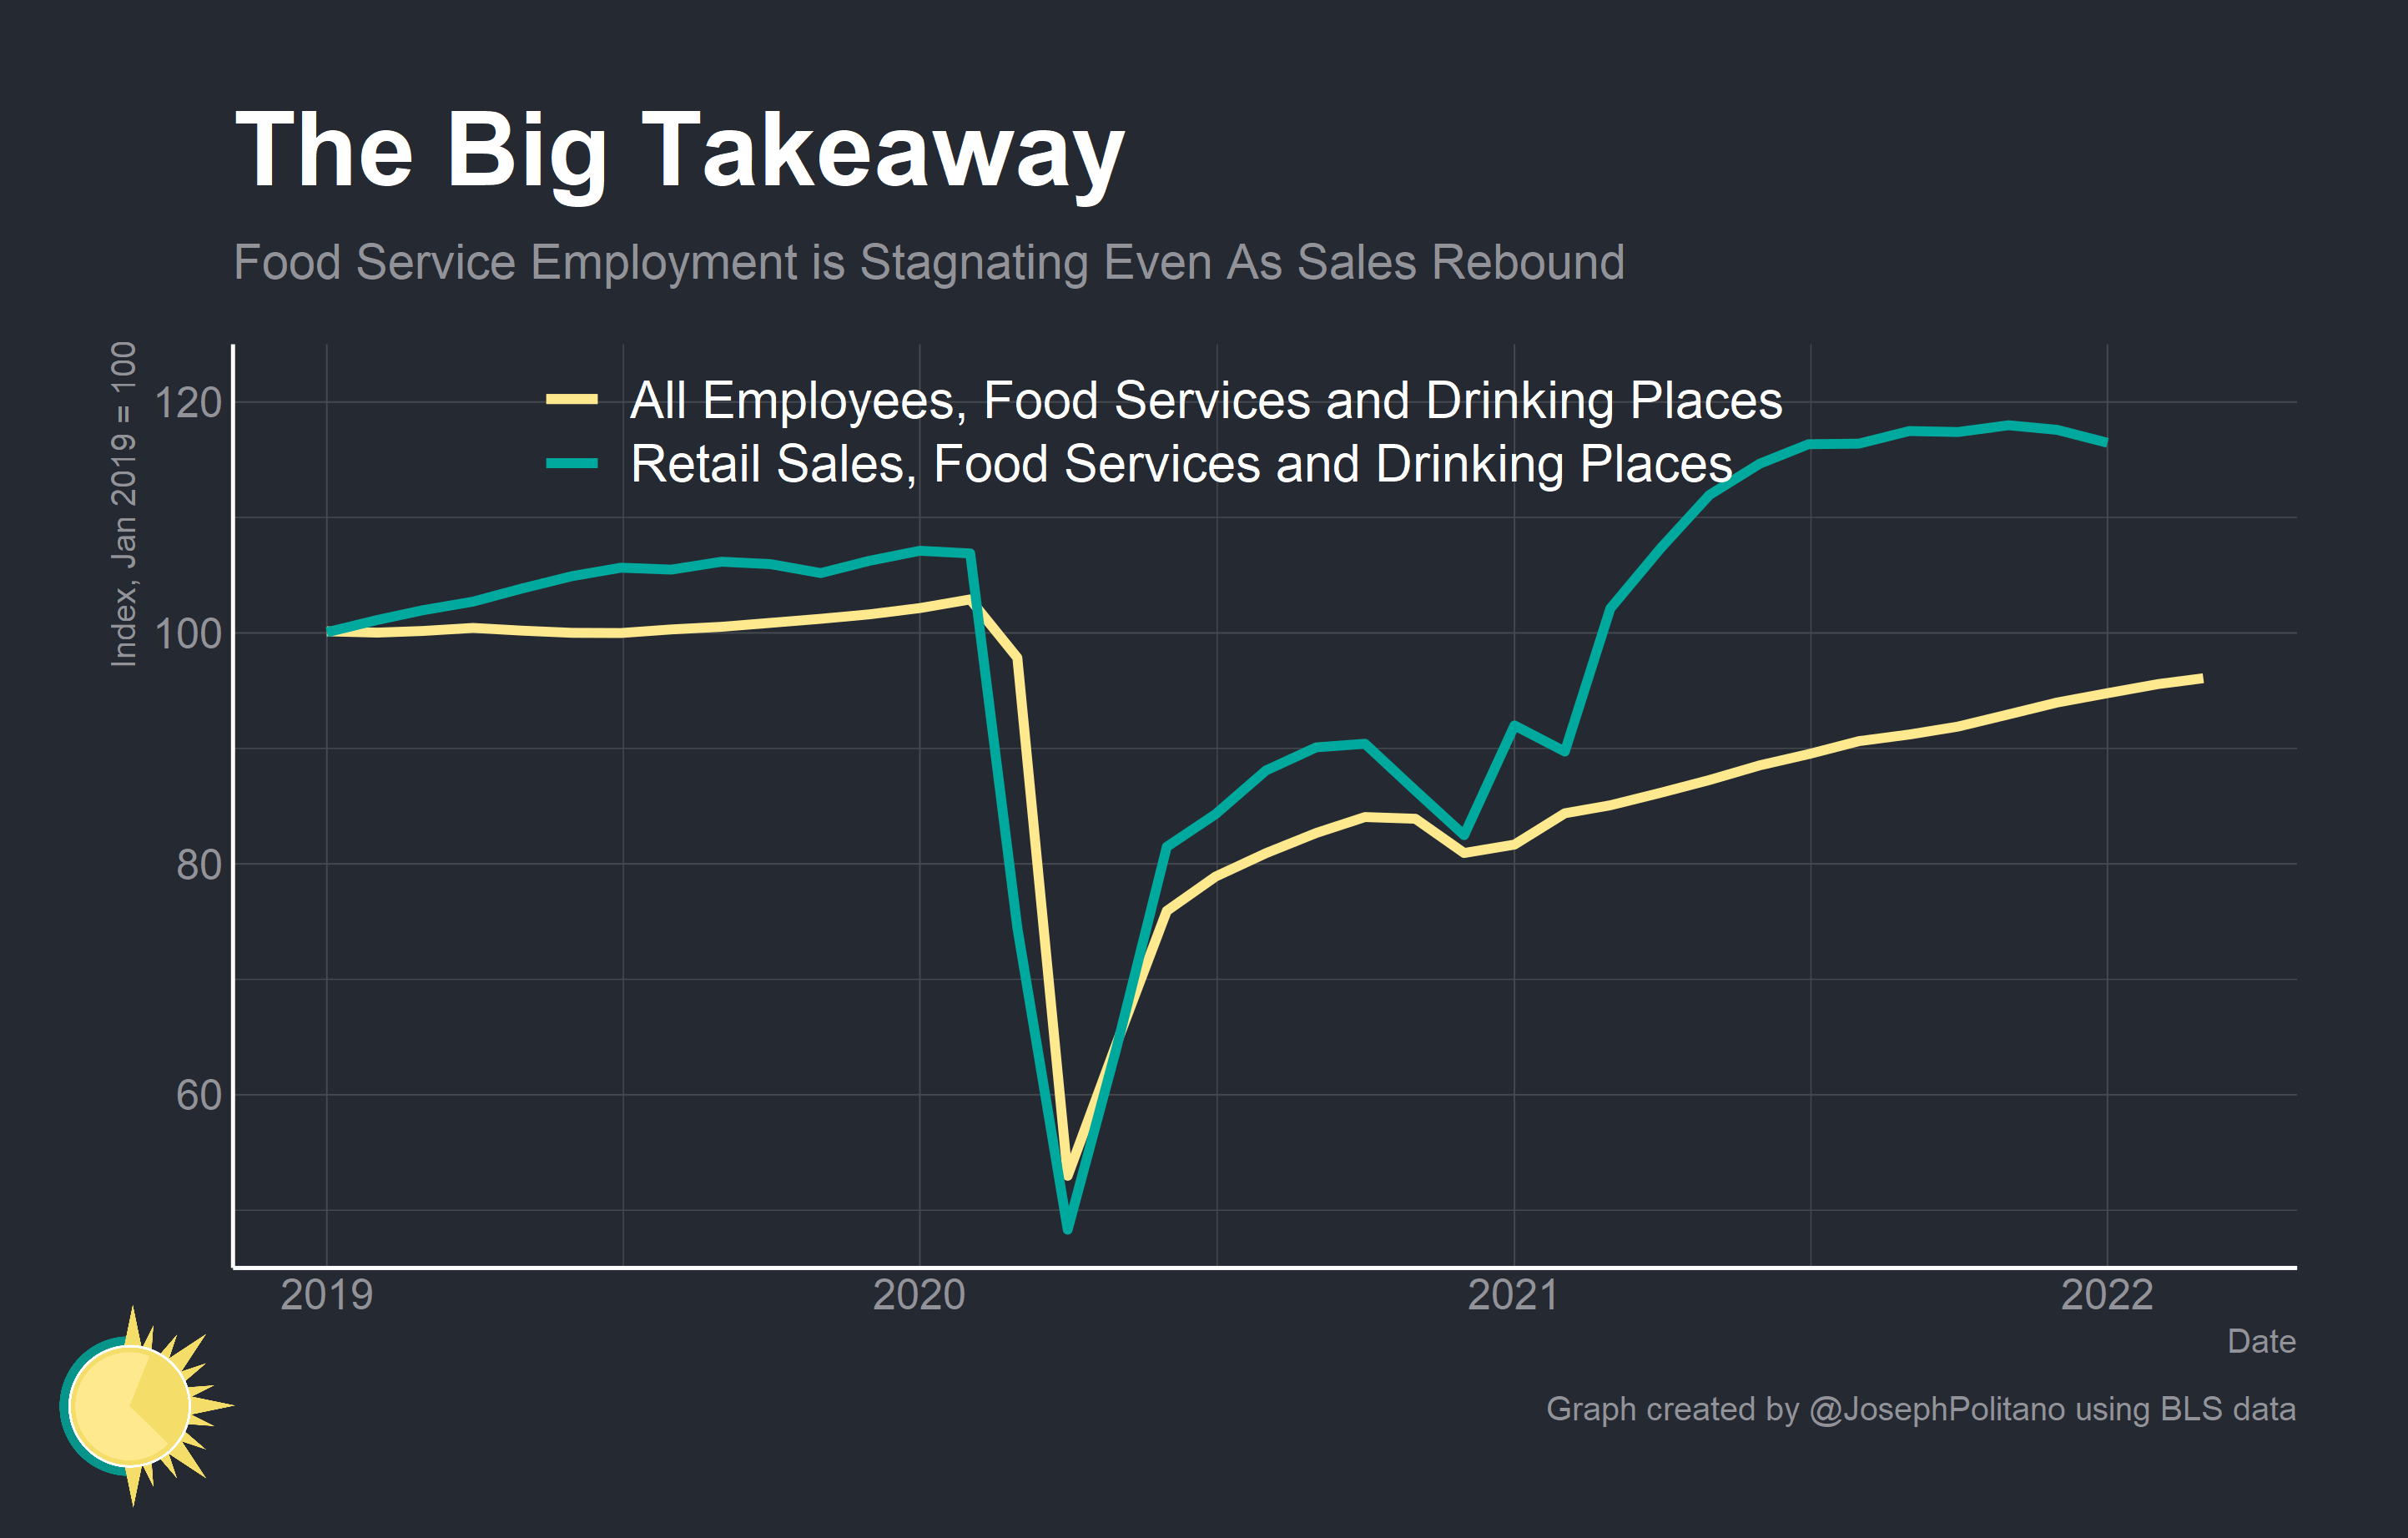 The Big Takeaway
Food Service Employment is Stagnating Even As Sales Rebound
Index, Jan 2019 = 100
All Employees, Food Services and Drinking Places
Retail Sales, Food Services and Drinking Places
120
100
80
60
2019
2020
2021
2022
Date
Graph created by @JosephPolitano using BLS data